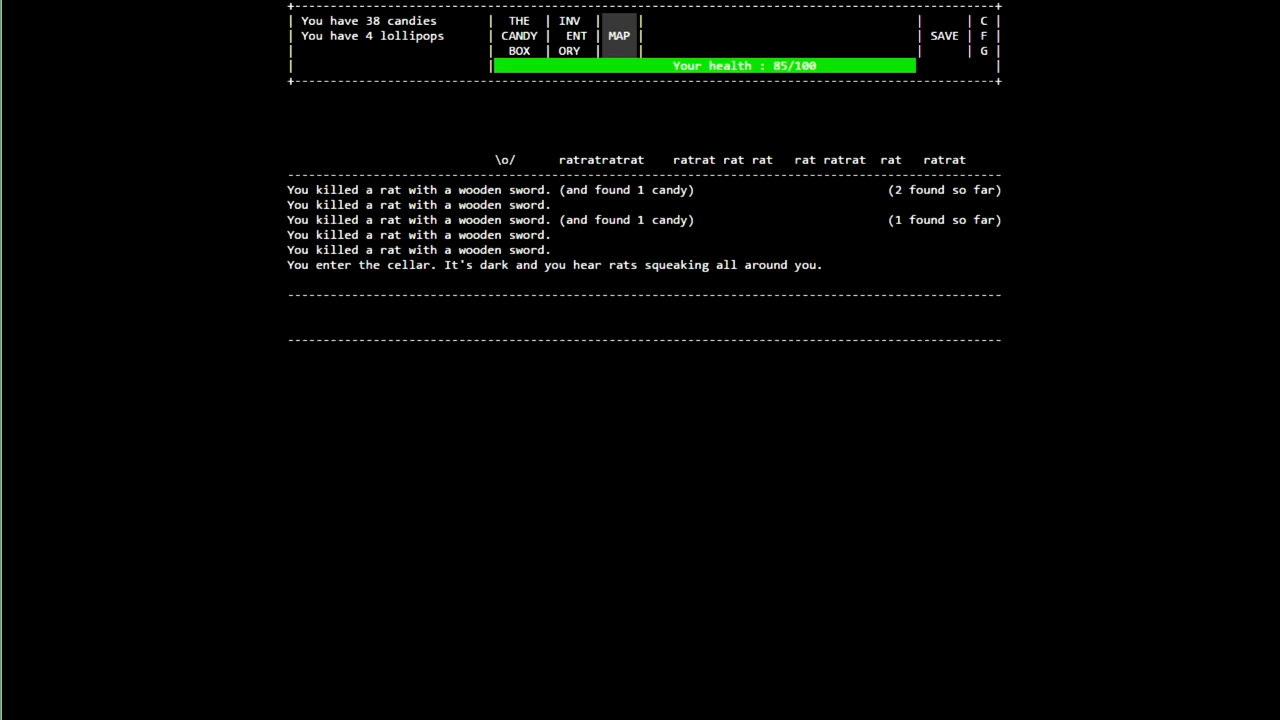 +---------------------------------------------------------------------------------------------------+
| You have 38 candies | THE | INV | | | | C |
| You have 4 lollipops | CANDY | ENT | MAP | | SAVE | F |
| | BOX | ORY | | | | G |
| | Your health : 85/100 |
+---------------------------------------------------------------------------------------------------+
\o/ ratratratrat ratrat rat rat rat ratrat rat ratrat
----------------------------------------------------------------------------------------------------
You killed a rat with a wooden sword. (and found 1 candy) (2 found so far)
You killed a rat with a wooden sword.
You killed a rat with a wooden sword. (and found 1 candy) (1 found so far)
You killed a rat with a wooden sword.
You killed a rat with a wooden sword.
You enter the cellar. It's dark and you hear rats squeaking all around you.
----------------------------------------------------------------------------------------------------
----------------------------------------------------------------------------------------------------